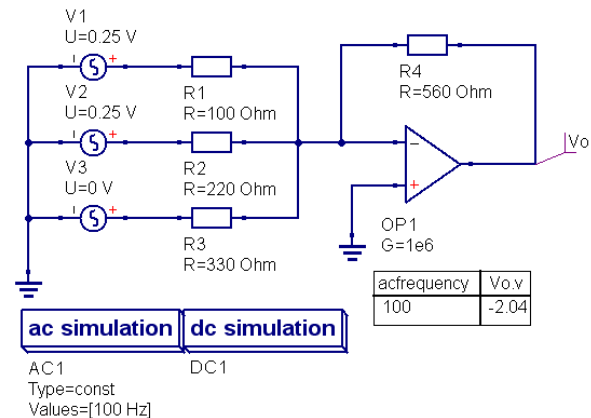 V1
U=0.25 V
V2
U=0.25 V
V3
U=0 V
R1
R=100 Ohm
R2
R=220 Ohm
R3
R=330 Ohm
R4
R=560 Ohm
Vo
OP1
G=1e6
acfrequency Vo.v
100 -2.04
ac simulation dc simulation
AC1 DC1
Type=const
Values=[100 Hz]